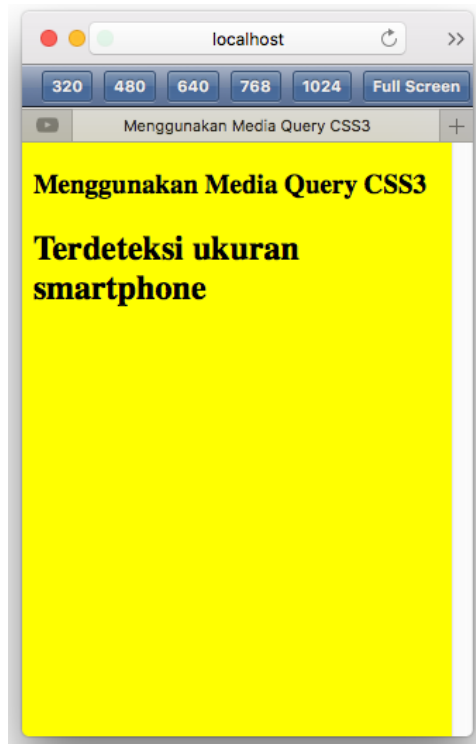 localhost
320 480 640 768 1024 Full Screen
Menggunakan Media Query CSS3
Menggunakan Media Query CSS3
Terdeteksi ukuran
smartphone